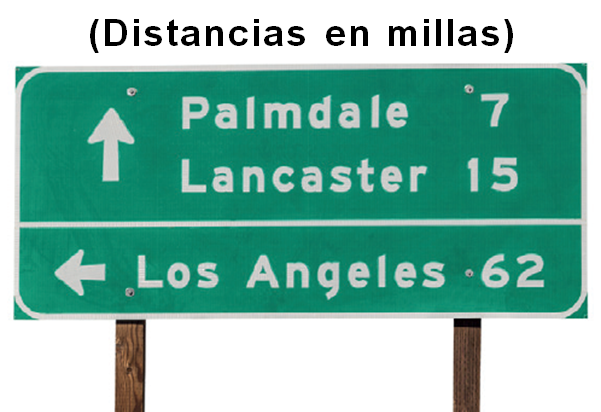 (Distancias en millas)
Palmdale 7
Lancaster 15
Los Angeles 62